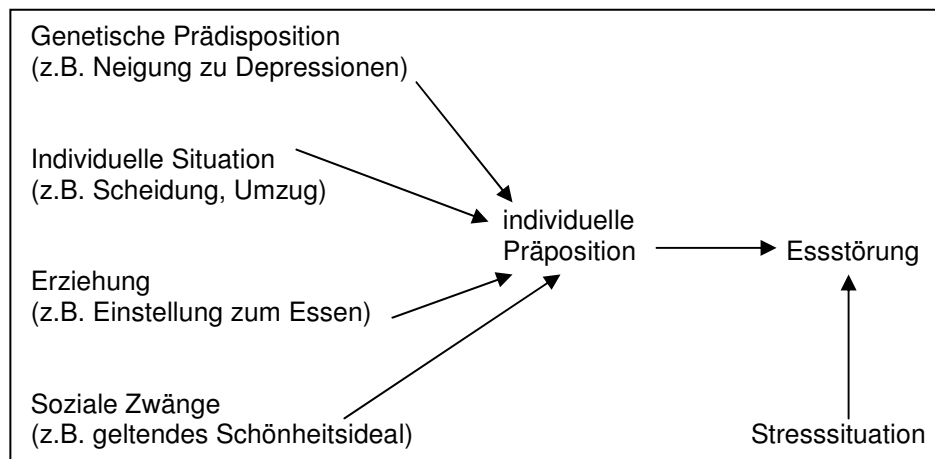 Genetische Prädisposition
(z.B. Neigung zu Depressionen)
Individuelle Situation
(z.B. Scheidung, Umzug)
individuelle
Präposition
Essstörung
Erziehung
(z.B. Einstellung zum Essen)
Soziale Zwänge
(z.B. geltendes Schönheitsideal)
Stresssituation